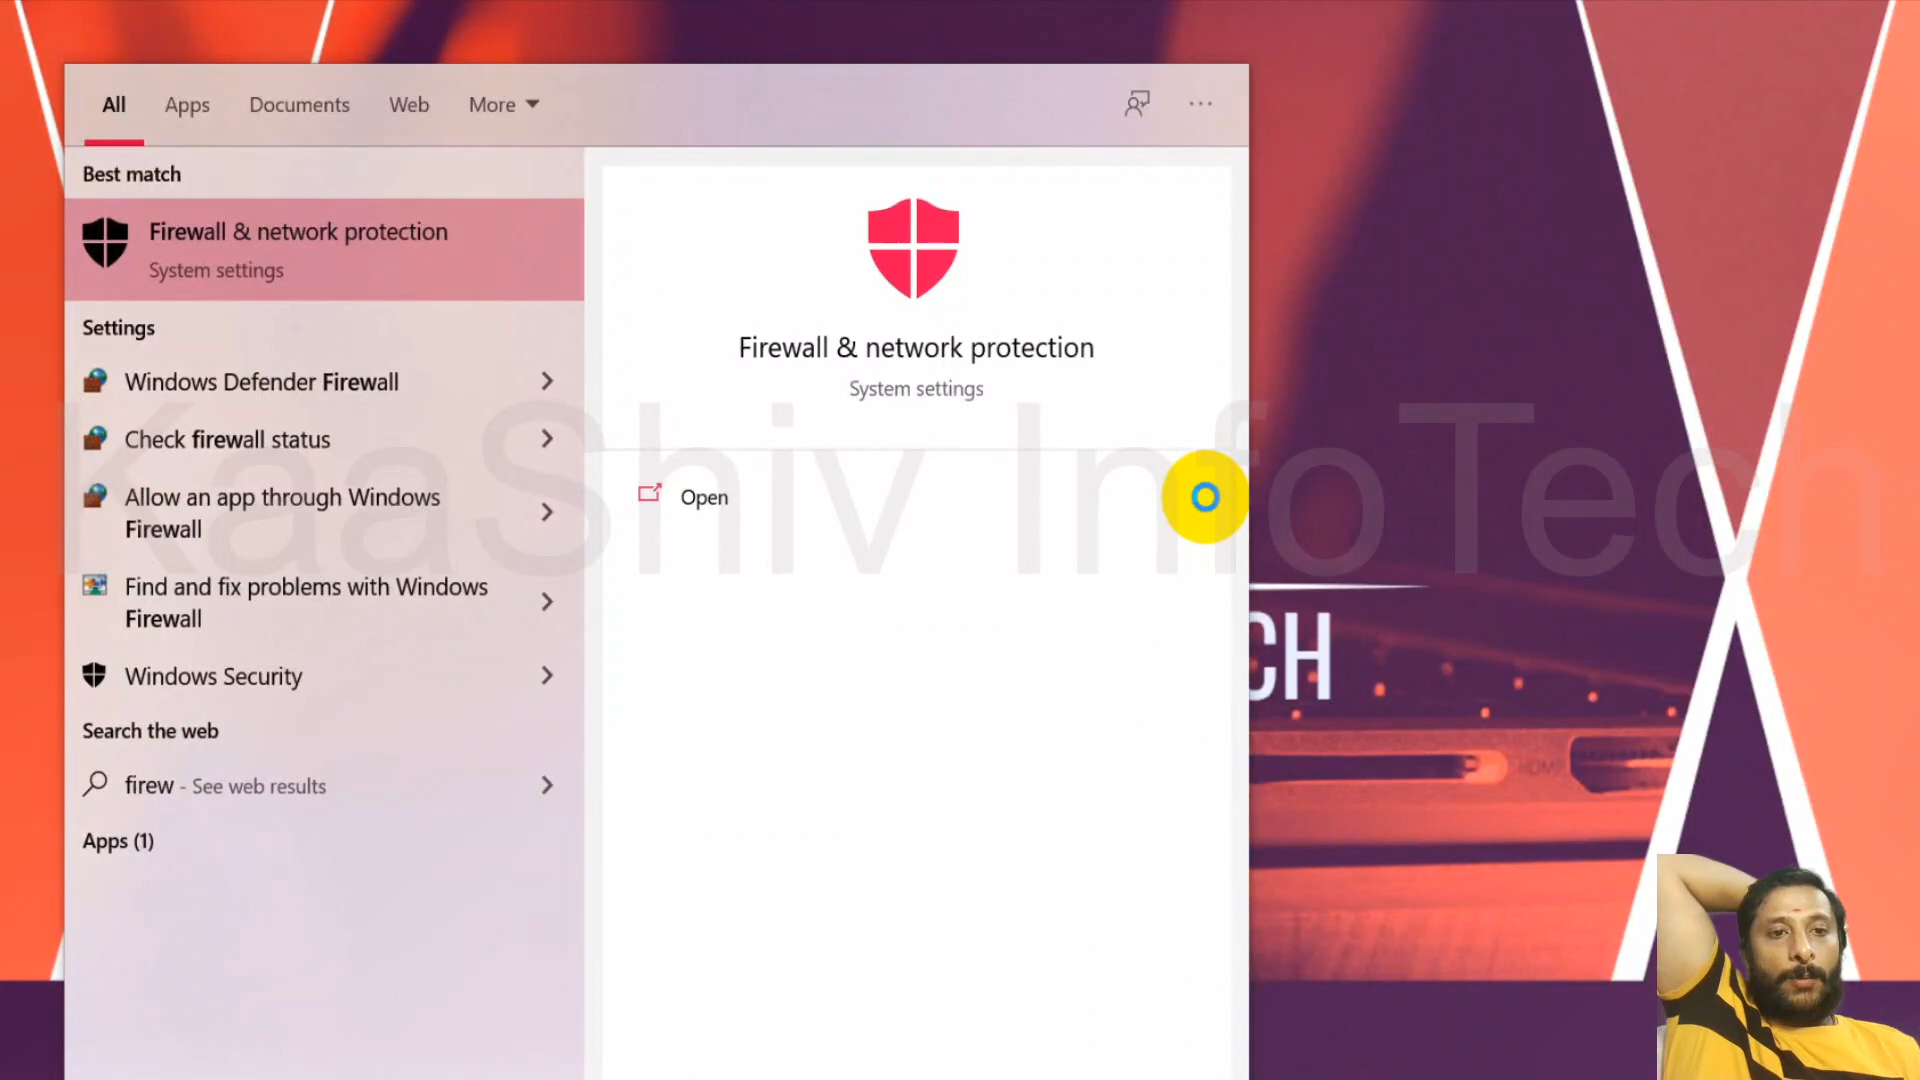 All Apps Documents Web More
Best match
Firewall & network protection
System settings
Settings
Windows Defender Firewall
Check firewall status
Allow an app through Windows
Firewall
Find and fix problems with Windows
Firewall
Windows Security
Search the web
firew - See web results
Apps (1)
Firewall & network protection
System settings
Open
KaaShiv InfoTech
CH
HDMI